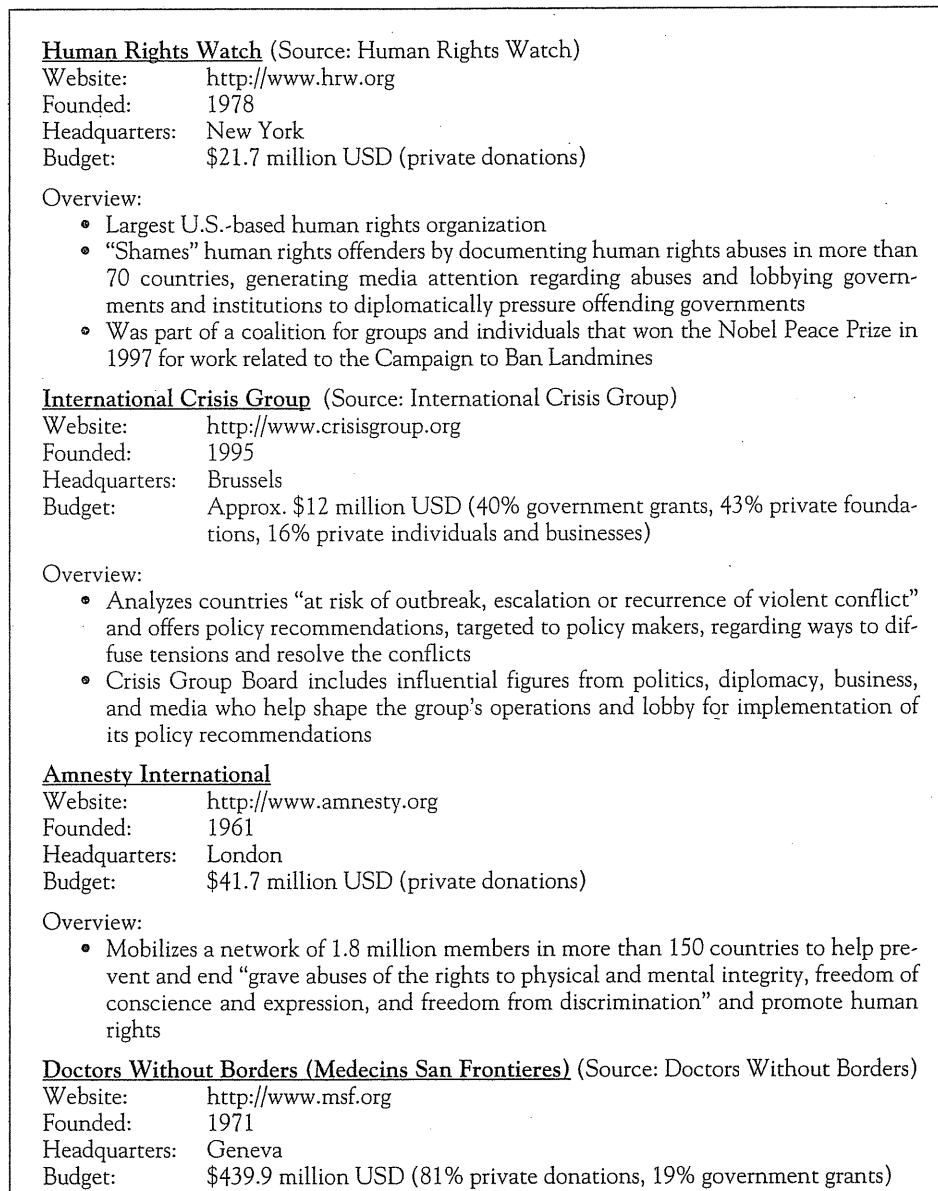 Human Rights Watch (Source: Human Rights Watch)
Website: http://www.hrw.org
Founded: 1978
Headquarters: New York
Budget: $21.7 million USD (private donations)
Overview:
• Largest U.S.-based human rights organization
• “Shames” human rights offenders by documenting human rights abuses in more than
70 countries, generating media attention regarding abuses and lobbying govern-
ments and institutions to diplomatically pressure offending governments
• Was part of a coalition for groups and individuals that won the Nobel Peace Prize in
1997 for work related to the Campaign to Ban Landmines
International Crisis Group (Source: International Crisis Group)
Website: http://www.crisisgroup.org
Founded: 1995
Headquarters: Brussels
Budget: Approx. $12 million USD (40% government grants, 43% private founda-
tions, 16% private individuals and businesses)
Overview:
• Analyzes countries “at risk of outbreak, escalation or recurrence of violent conflict”
and offers policy recommendations, targeted to policy makers, regarding ways to dif-
fuse tensions and resolve the conflicts
• Crisis Group Board includes influential figures from politics, diplomacy, business,
and media who help shape the group’s operations and lobby for implementation of
its policy recommendations
Amnesty International
Website: http://www.amnesty.org
Founded: 1961
Headquarters: London
Budget: $41.7 million USD (private donations)
Overview:
• Mobilizes a network of 1.8 million members in more than 150 countries to help pre-
vent and end “grave abuses of the rights to physical and mental integrity, freedom of
conscience and expression, and freedom from discrimination” and promote human
rights
Doctors Without Borders (Medecins San Frontieres) (Source: Doctors Without Borders)
Website: http://www.msf.org
Founded: 1971
Headquarters: Geneva
Budget: $439.9 million USD (81% private donations, 19% government grants)